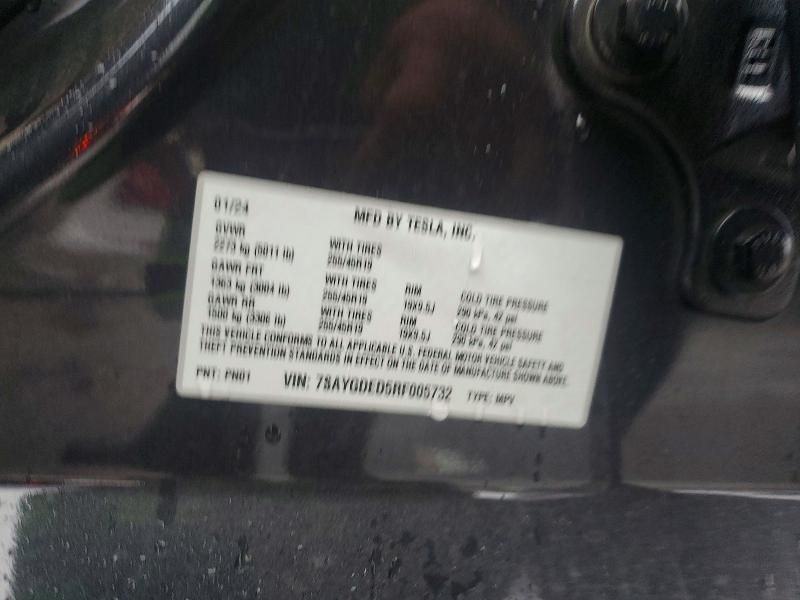 01/24 MFD BY TESLA, INC.
GVWR WITH TIRES
2273 kg (5011 lb) 255/45R19
GAWR FRT WITH TIRES RIM COLD TIRE PRESSURE
1363 kg (3004 lb) 255/45R19 19X9.5J 290 kPa, 42 psi
GAWR RR WITH TIRES RIM COLD TIRE PRESSURE
1500 kg (3306 lb) 255/45R19 19X9.5J 290 kPa, 42 psi
THIS VEHICLE CONFORMS TO ALL APPLICABLE U.S. FEDERAL MOTOR VEHICLE SAFETY AND
THEFT PREVENTION STANDARDS IN EFFECT ON THE DATE OF MANUFACTURE SHOWN ABOVE.
PNT: PN01 VIN: 7SAYGDED5RF005732 TYPE: MPV